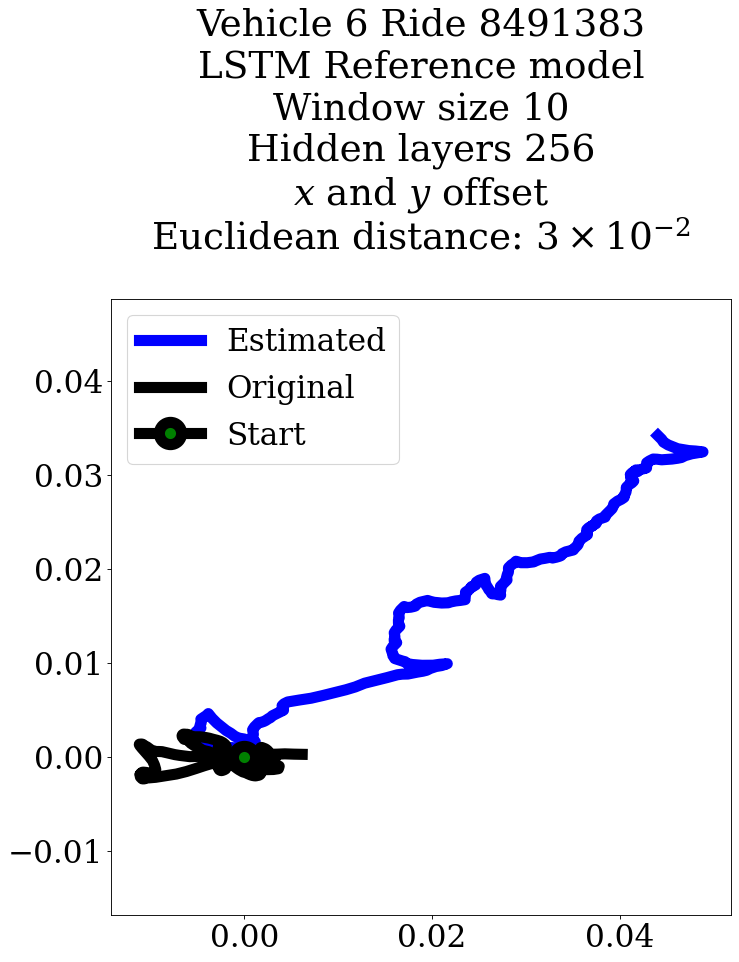 Vehicle 6 Ride 8491383
LSTM Reference model
Window size 10
Hidden layers 256
x and y offset
Euclidean distance: 3 × 10⁻²
Estimated
Original
Start
0.04
0.03
0.02
0.01
0.00
−0.01
0.00 0.02 0.04